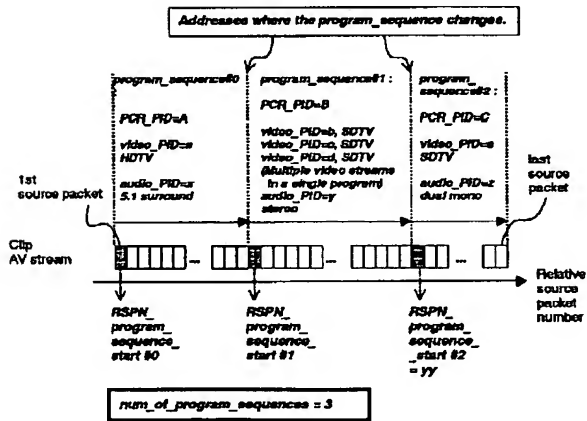 Addresses where the program_sequence changes.
program_sequence#0
PCR_PID=A
video_PID=a
HDTV
audio_PID=x
5.1 surround
program_sequence#1 :
PCR_PID=B
video_PID=b, SDTV
video_PID=c, SDTV
video_PID=d, SDTV
(Multiple video streams
in a single program)
audio_PID=y
stereo
program_
sequence#2 :
PCR_PID=C
video_PID=e
SDTV
audio_PID=z
dual mono
1st
source packet
last
source
packet
Clip
AV stream
...
...
...
Relative
source
packet
number
RSPN_
program_
sequence_
start #0
RSPN_
program_
sequence_
start #1
RSPN_
program_
sequence_
_start #2
= yy
num_of_program_sequences = 3